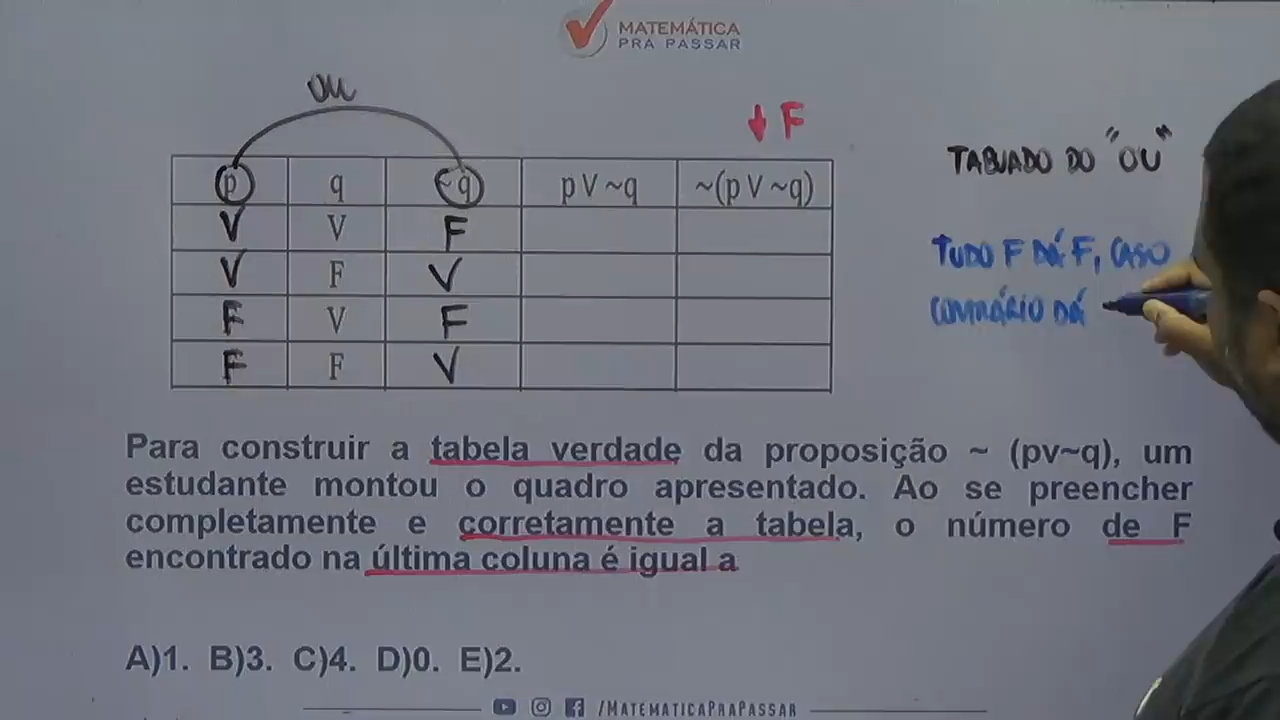 MATEMÁTICA
PRA PASSAR
OU
F
p q ~q p V ~q ~(p V ~q)
V V F
V F V
F V F
F F V
TABUADO DO "OU"
TUDO F DÁ F, CASO
CONTRÁRIO DÁ
Para construir a tabela verdade da proposição ~ (pv~q), um
estudante montou o quadro apresentado. Ao se preencher
completamente e corretamente a tabela, o número de F
encontrado na última coluna é igual a
A)1. B)3. C)4. D)0. E)2.
/MATEMATICAPRAPASSAR